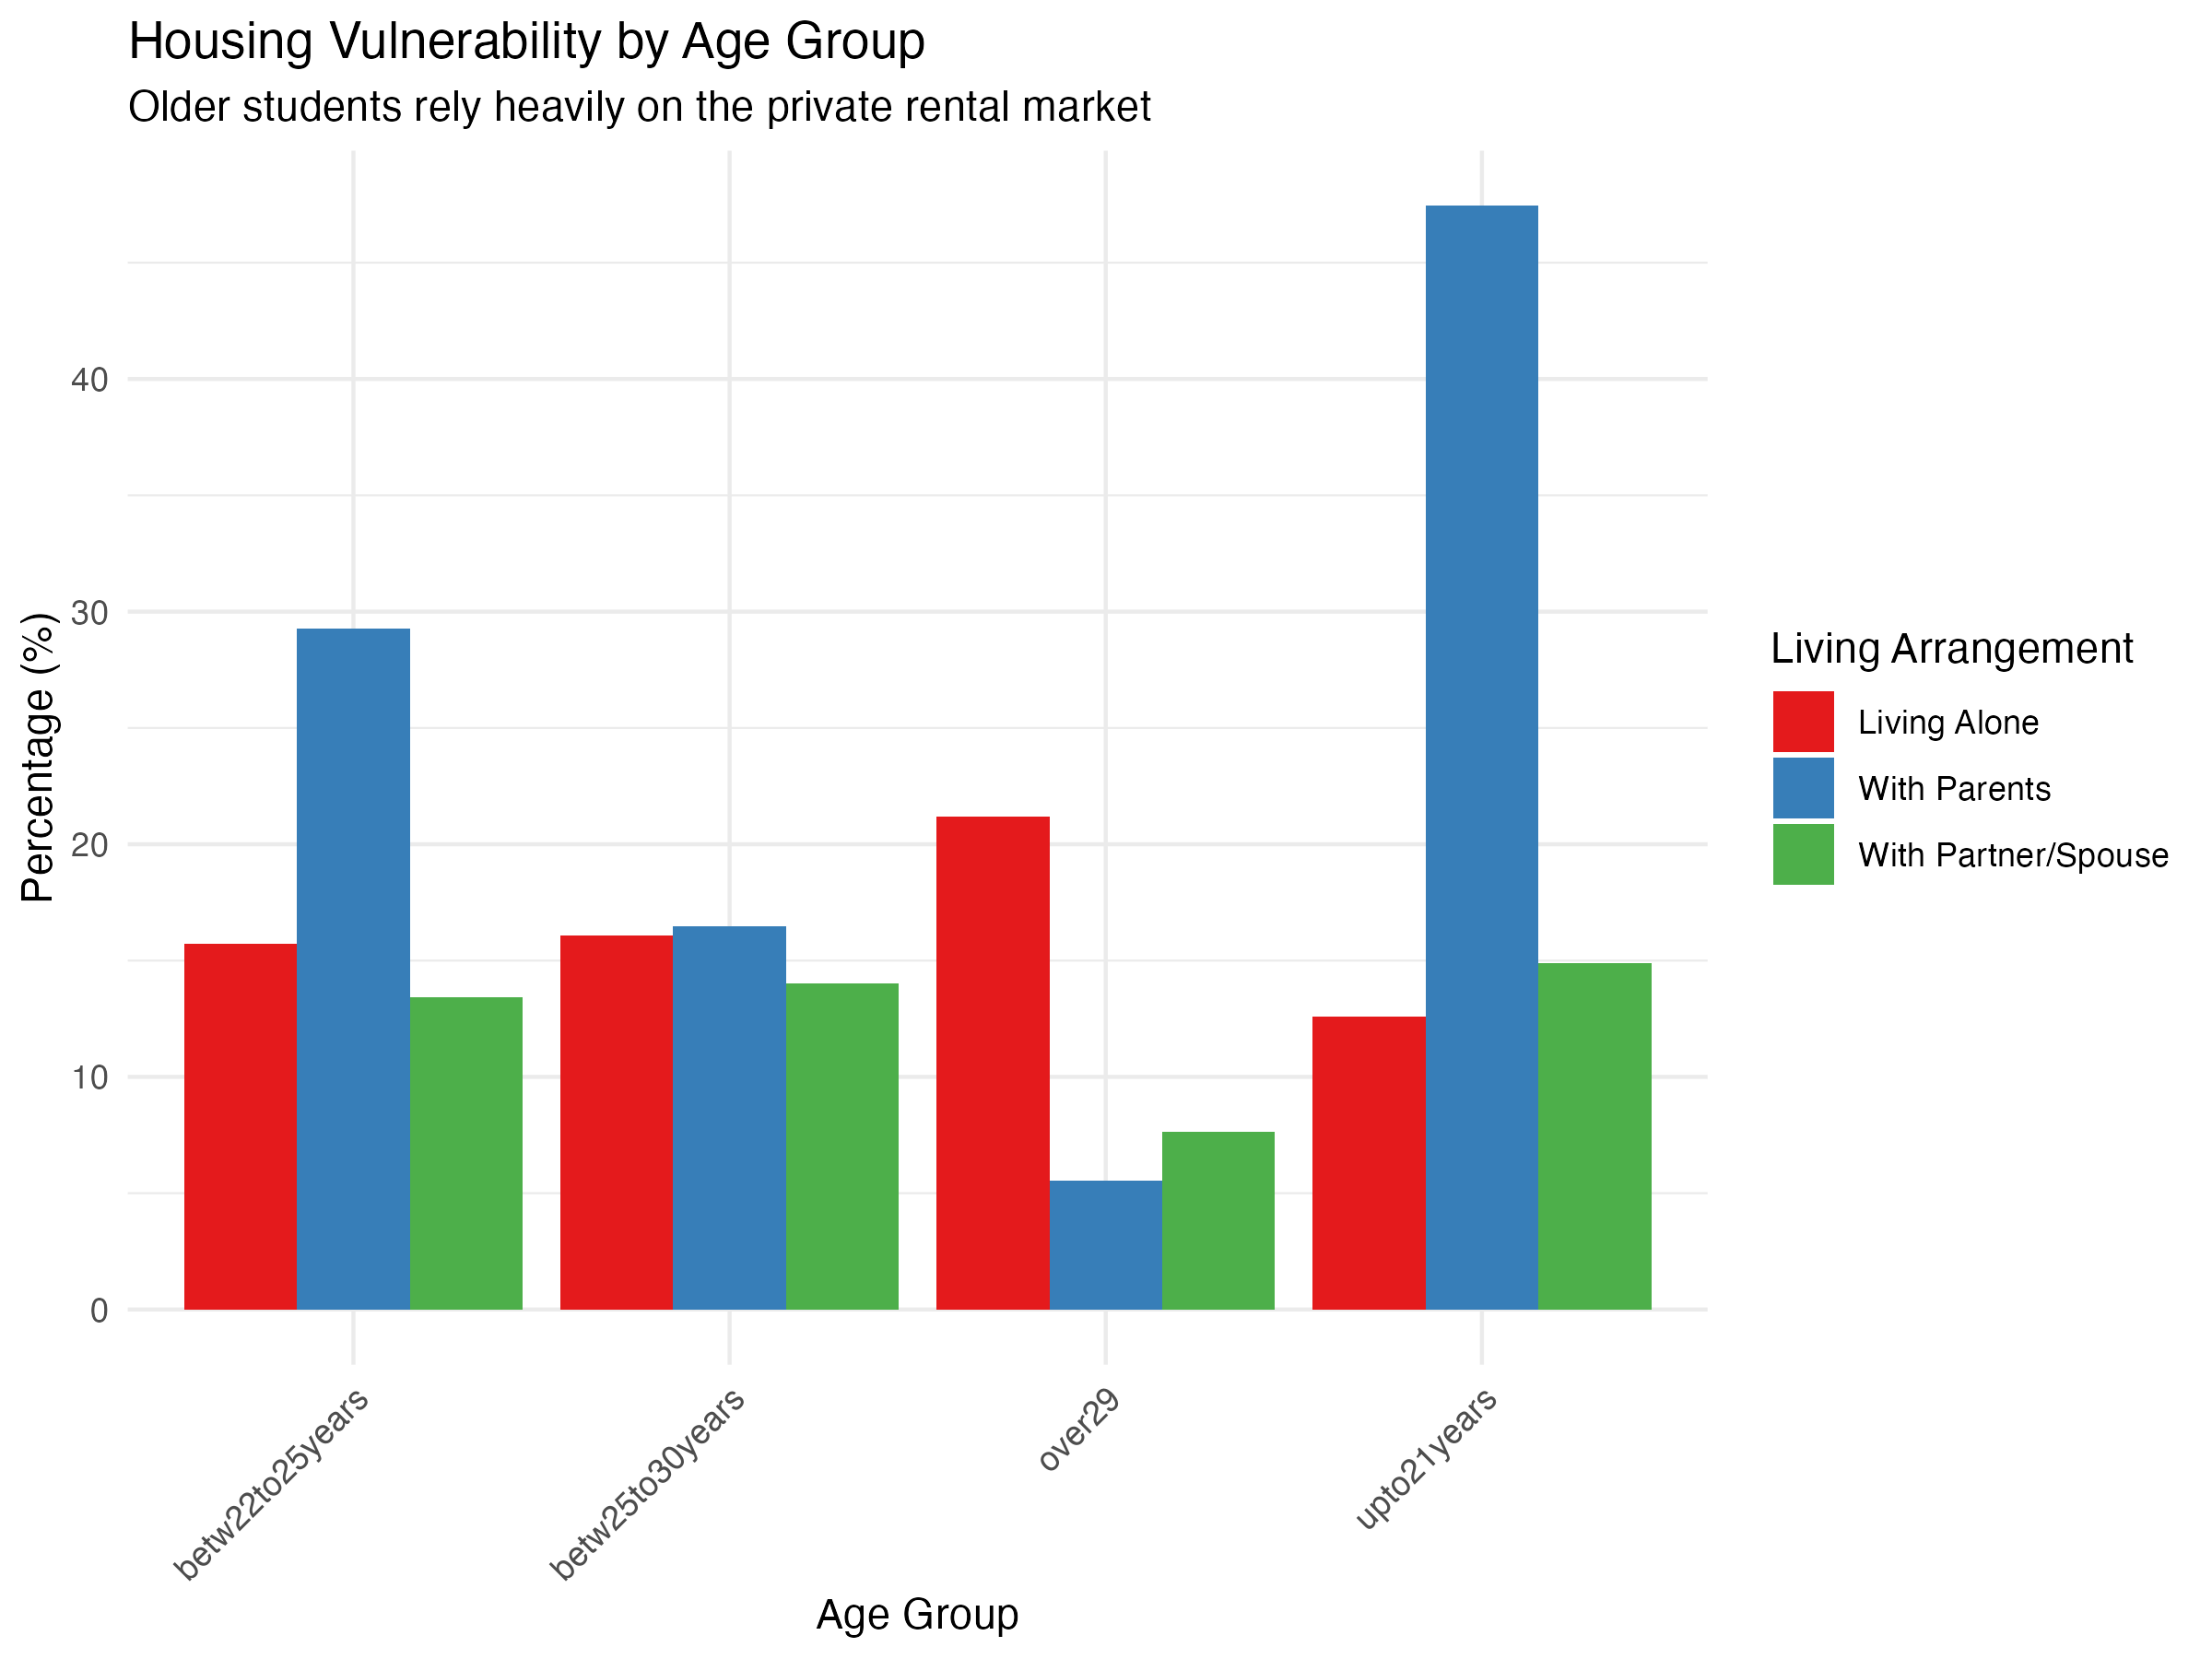 Housing Vulnerability by Age Group
Older students rely heavily on the private rental market
Percentage (%)
40
30
20
10
0
betw22to25years
betw25to30years
over29
upto21years
Age Group
Living Arrangement
Living Alone
With Parents
With Partner/Spouse